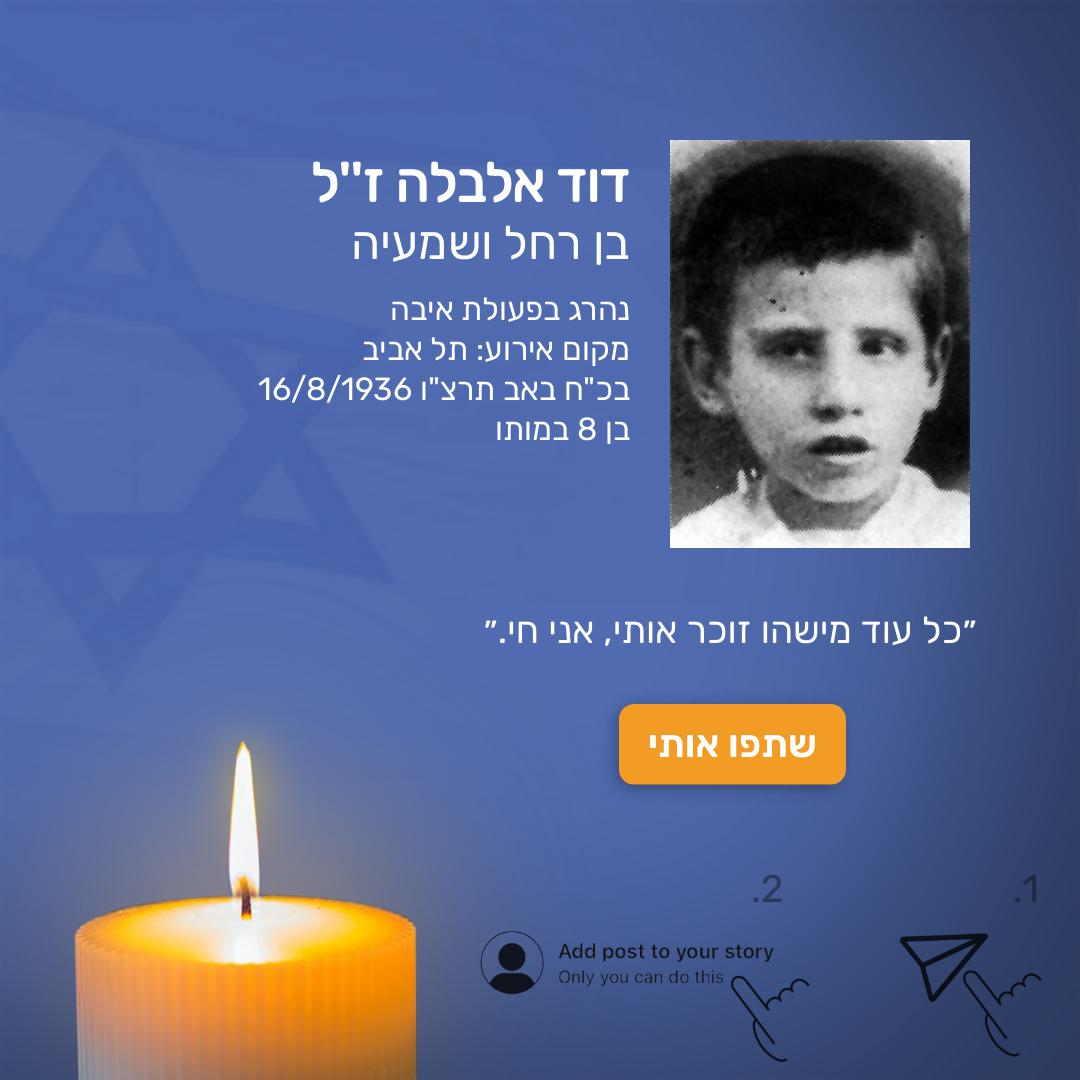 דוד אלבלה ז"ל
בן רחל ושמעיה
נהרג בפעולת איבה
מקום אירוע: תל אביב
בכ"ח באב תרצ"ו 16/8/1936
בן 8 במותו
״כל עוד מישהו זוכר אותי, אני חי.״
שתפו אותי
1.
2.
Add post to your story
Only you can do this